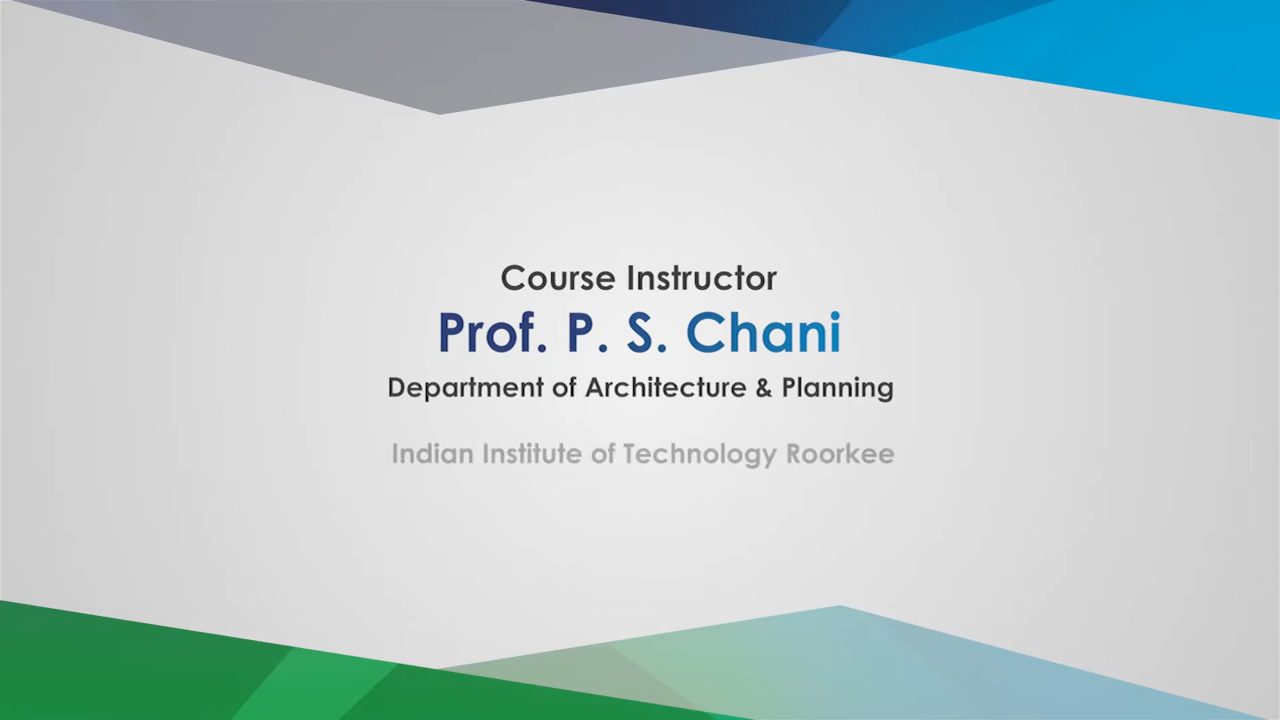 Course Instructor
Prof. P. S. Chani
Department of Architecture & Planning
Indian Institute of Technology Roorkee